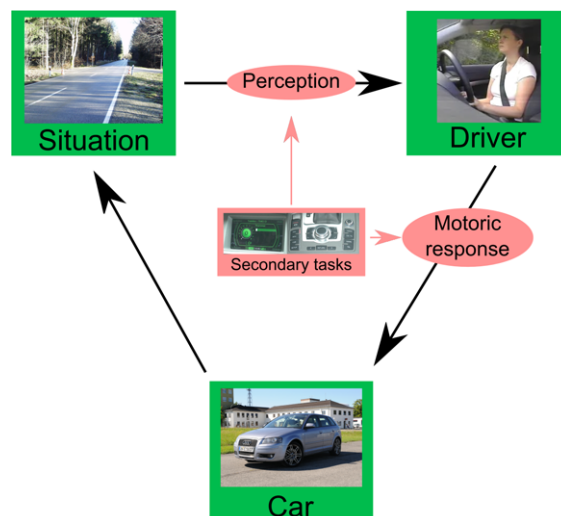 Perception
Situation
Driver
Secondary tasks
Motoric
response
Car